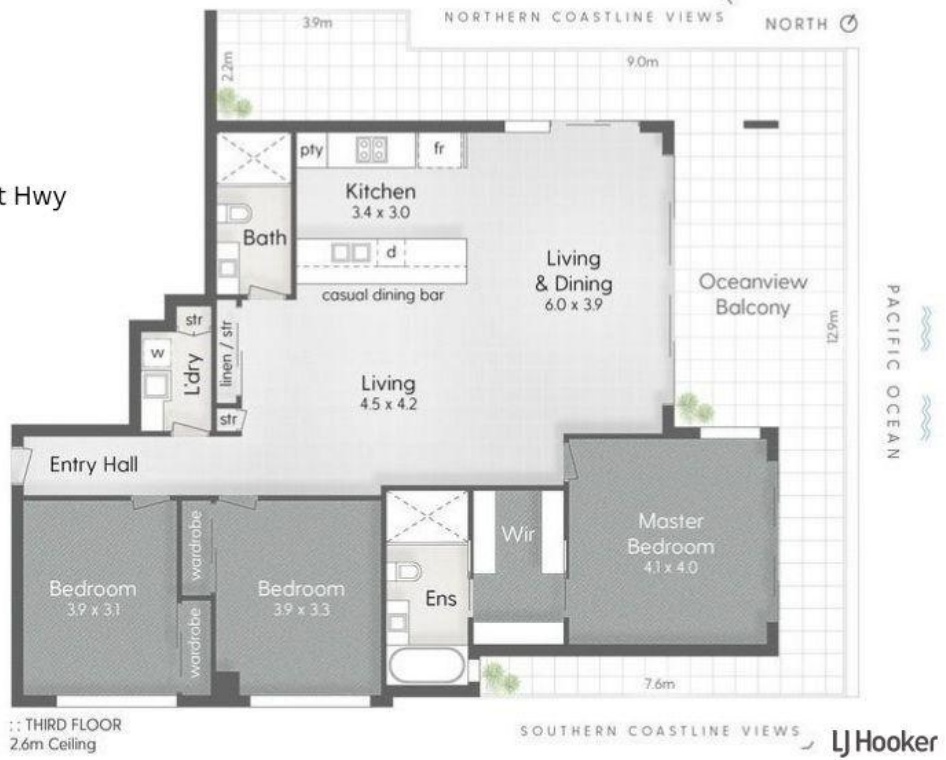 NORTHERN COASTLINE VIEWS
NORTH
3.9m
2.2m
9.0m
t Hwy
pty
fr
Kitchen
3.4 x 3.0
Bath
d
casual dining bar
Living
& Dining
6.0 x 3.9
Oceanview
Balcony
12.9m
PACIFIC OCEAN
str
w
L'dry
linen / str
str
Living
4.5 x 4.2
Entry Hall
Bedroom
3.9 x 3.1
wardrobe
wardrobe
Bedroom
3.9 x 3.3
Ens
Wir
Master
Bedroom
4.1 x 4.0
7.6m
:: THIRD FLOOR
2.6m Ceiling
SOUTHERN COASTLINE VIEWS
LJ Hooker